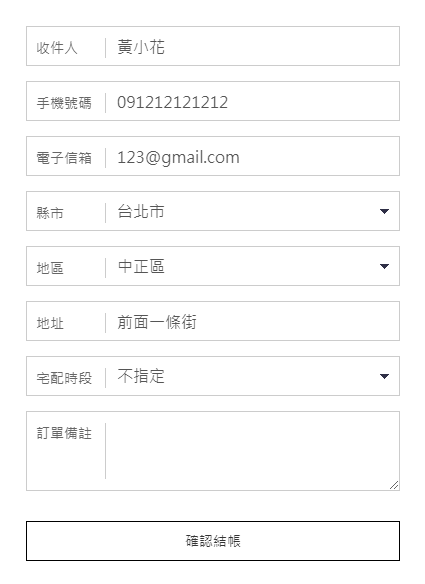 收件人 黃小花
手機號碼 091212121212
電子信箱 123@gmail.com
縣市 台北市
地區 中正區
地址 前面一條街
宅配時段 不指定
訂單備註
確認結帳